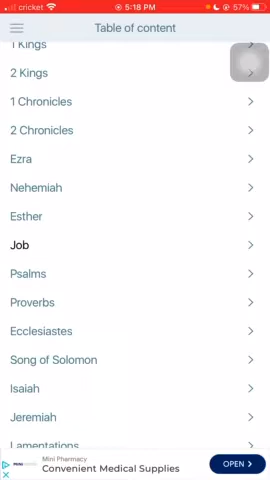 cricket 5:18 PM 57%
Table of content
1 Kings
2 Kings
1 Chronicles
2 Chronicles
Ezra
Nehemiah
Esther
Job
Psalms
Proverbs
Ecclesiastes
Song of Solomon
Isaiah
Jeremiah
Lamentations
Mini Pharmacy
Convenient Medical Supplies
OPEN